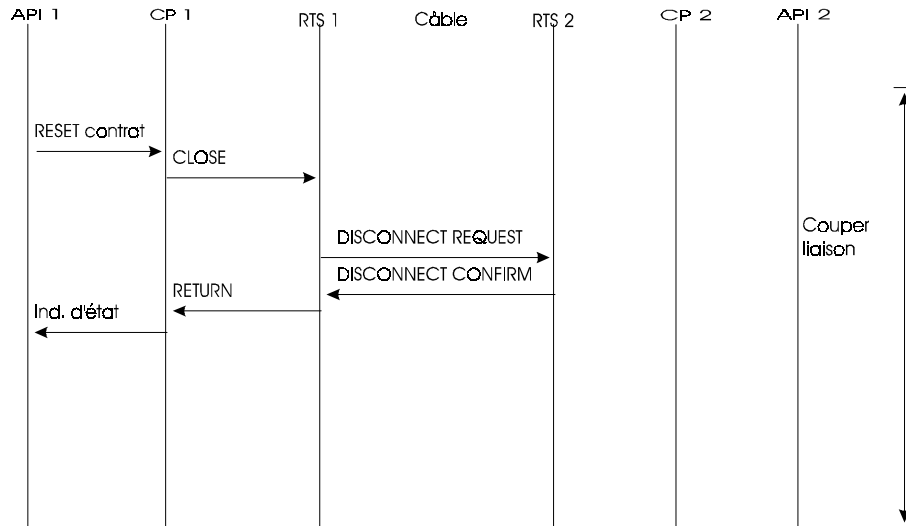 API 1 CP 1 RTS 1 Câble RTS 2 CP 2 API 2
RESET contrat
CLOSE
Couper
liaison
DISCONNECT REQUEST
DISCONNECT CONFIRM
RETURN
Ind. d'état